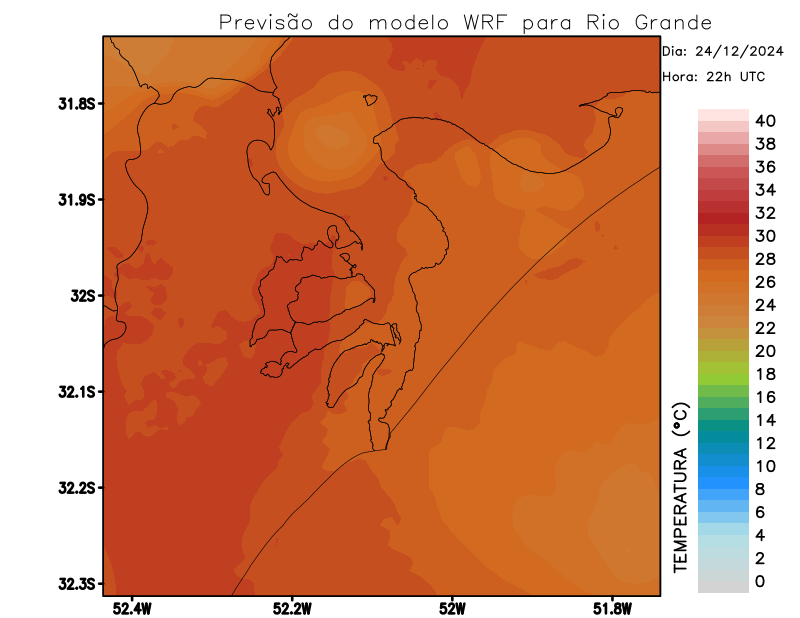 Previsão do modelo WRF para Rio Grande
Dia: 24/12/2024
Hora: 22h UTC
31.8S
31.9S
32S
32.1S
32.2S
32.3S
52.4W
52.2W
52W
51.8W
TEMPERATURA (°C)
40
38
36
34
32
30
28
26
24
22
20
18
16
14
12
10
8
6
4
2
0